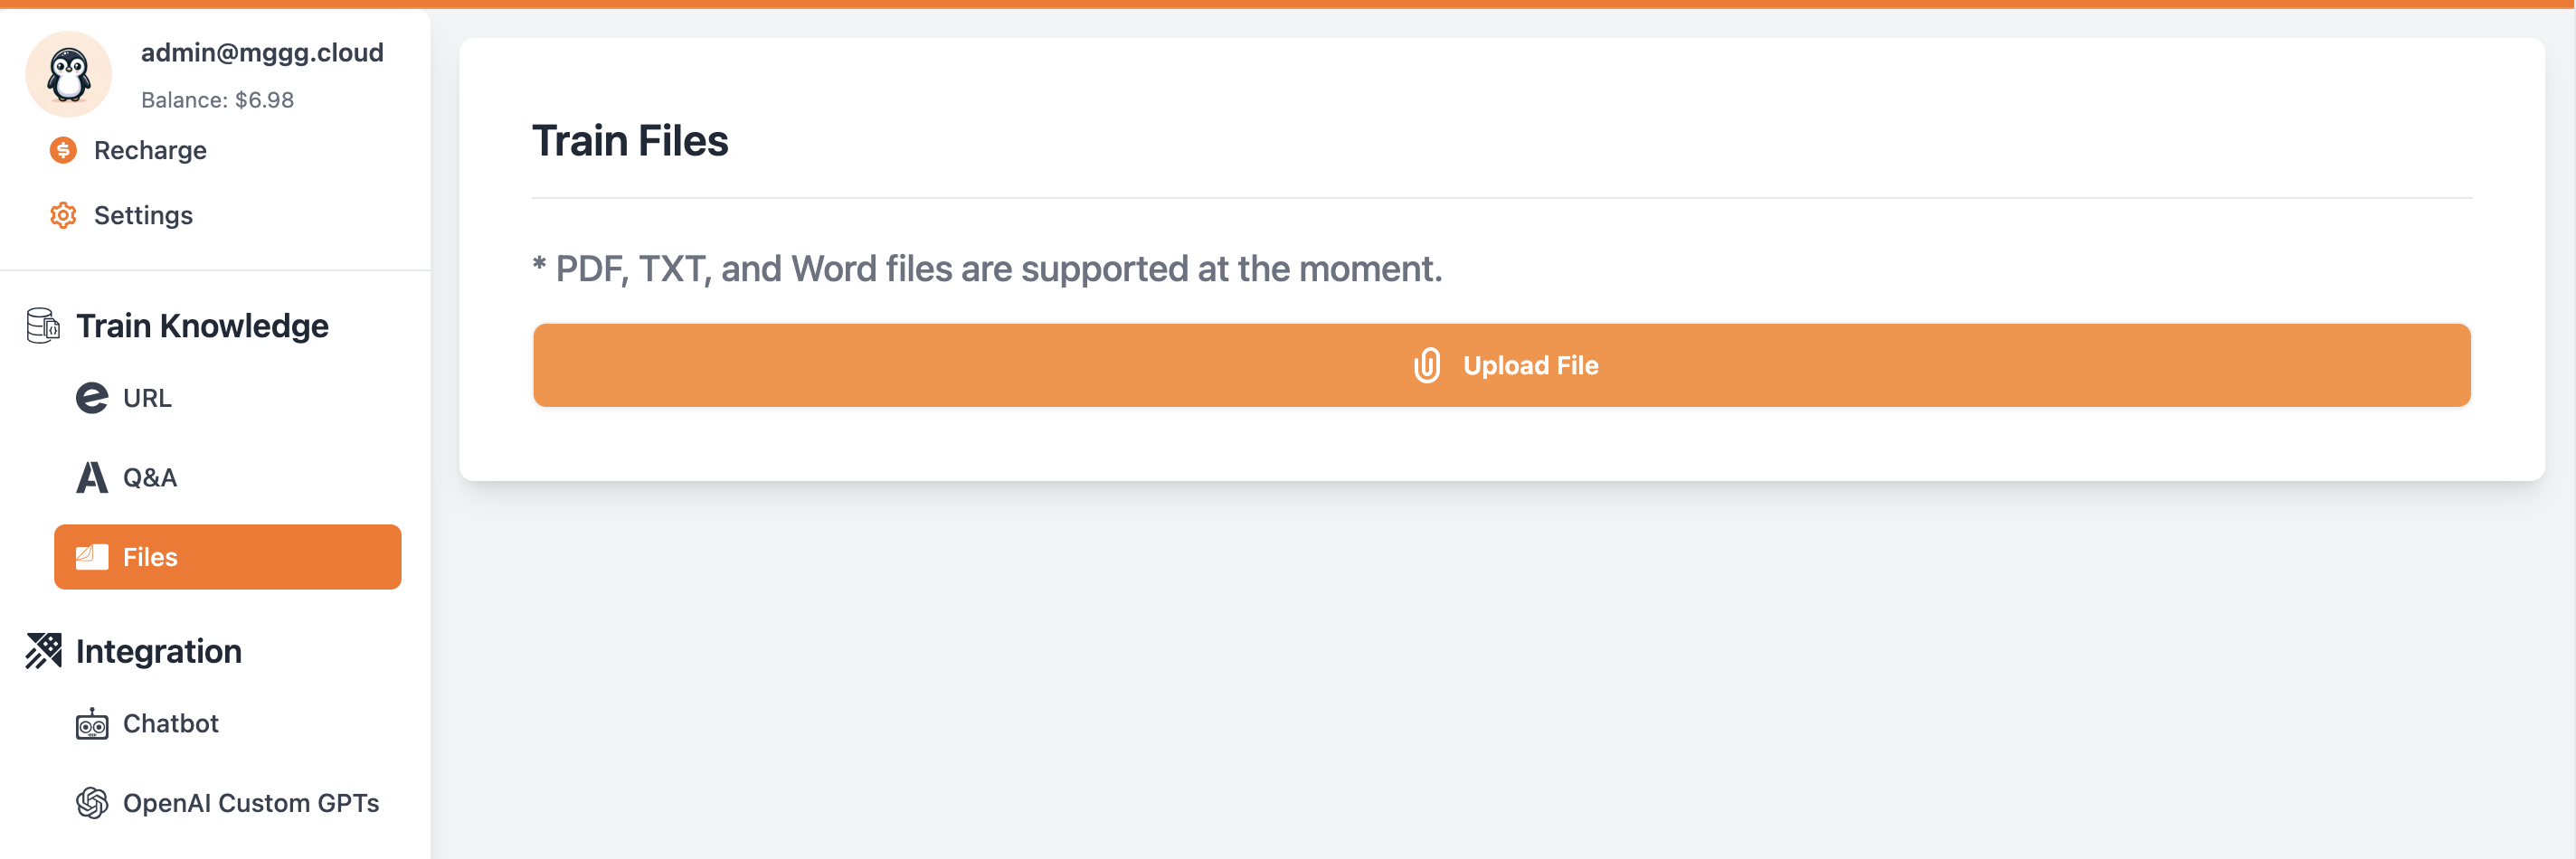 admin@mggg.cloud
Balance: $6.98
Recharge
Settings
Train Knowledge
URL
Q&A
Files
Integration
Chatbot
OpenAI Custom GPTs
Train Files
* PDF, TXT, and Word files are supported at the moment.
Upload File